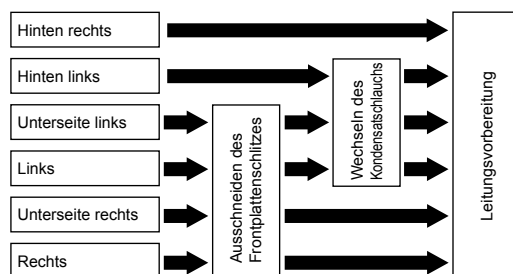 Hinten rechts
Hinten links
Unterseite links
Links
Unterseite rechts
Rechts
Ausschneiden des
Frontplattenschlitzes
Wechseln des
Kondensatschlauchs
Leitungsvorbereitung